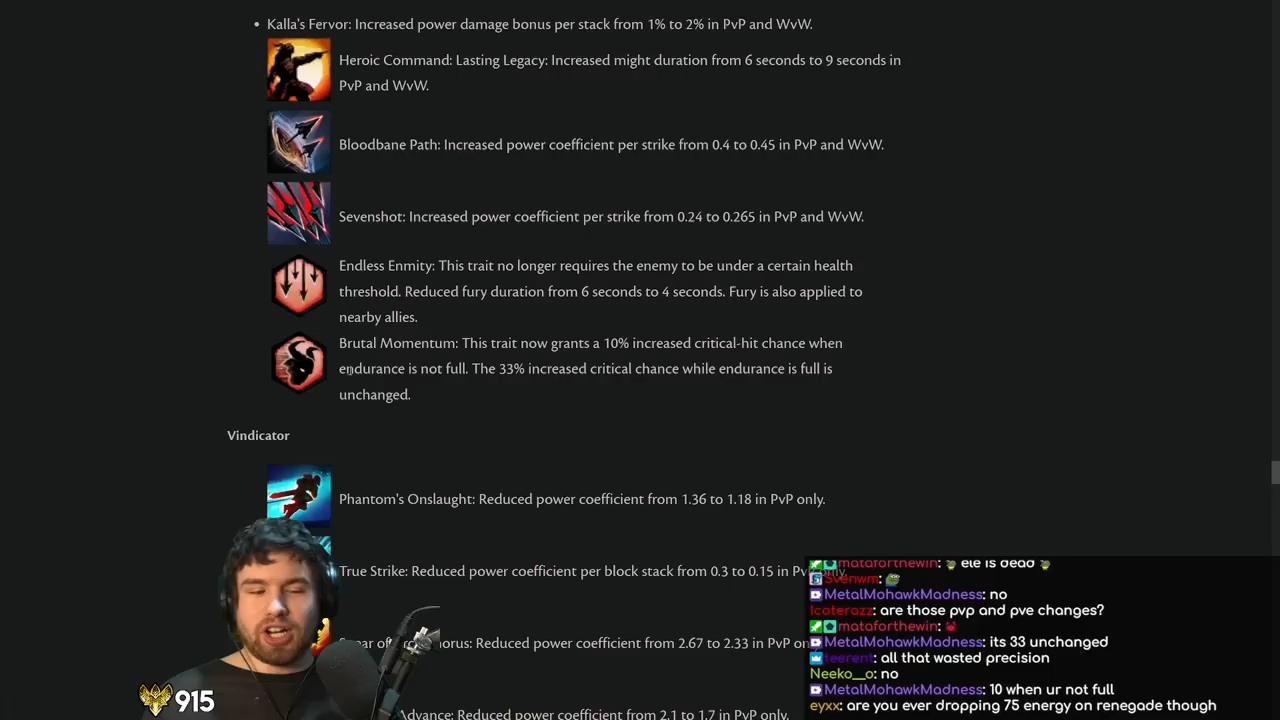 Kalla's Fervor: Increased power damage bonus per stack from 1% to 2% in PvP and WvW.
Heroic Command: Lasting Legacy: Increased might duration from 6 seconds to 9 seconds in
PvP and WvW.
Bloodbane Path: Increased power coefficient per strike from 0.4 to 0.45 in PvP and WvW.
Sevenshot: Increased power coefficient per strike from 0.24 to 0.265 in PvP and WvW.
Endless Enmity: This trait no longer requires the enemy to be under a certain health
threshold. Reduced fury duration from 6 seconds to 4 seconds. Fury is also applied to
nearby allies.
Brutal Momentum: This trait now grants a 10% increased critical-hit chance when
endurance is not full. The 33% increased critical chance while endurance is full is
unchanged.
Vindicator
Phantom's Onslaught: Reduced power coefficient from 1.36 to 1.18 in PvP only.
True Strike: Reduced power coefficient per block stack from 0.3 to 0.15 in PvP only.
Reduced power coefficient from 2.67 to 2.33 in PvP
Advance: Reduced power coefficient from 2.1 to 1.7 in PvP only.
915
mataforthewin: ele is dead
Svenwm:
MetalMohawkMadness: no
Icoterazz: are those pvp and pve changes?
mataforthewin:
MetalMohawkMadness: its 33 unchanged
teerent: all that wasted precision
Neeko__o: no
MetalMohawkMadness: 10 when ur not full
eyxx: are you ever dropping 75 energy on renegade though